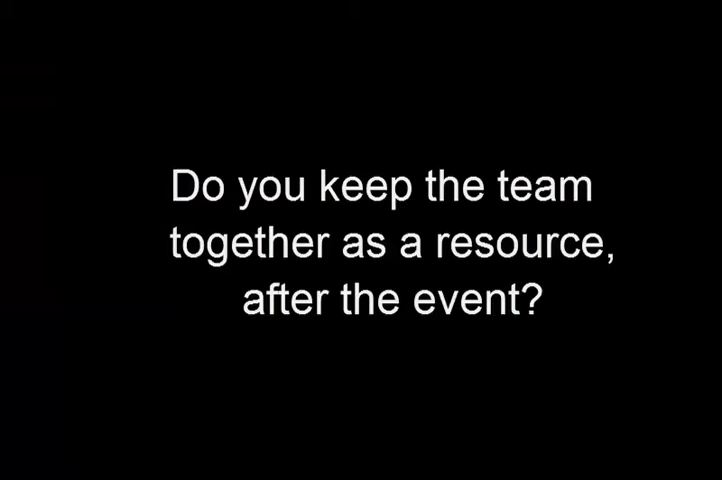 Do you keep the team
together as a resource,
after the event?